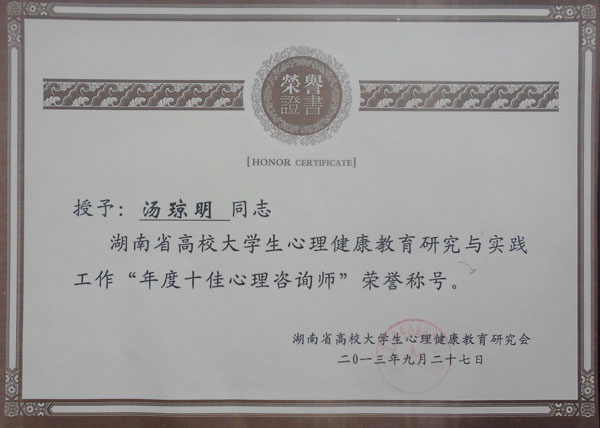 榮譽
證書
[HONOR CERTIFICATE]
授予：汤琼明 同志
湖南省高校大学生心理健康教育研究与实践
工作“年度十佳心理咨询师”荣誉称号。
湖南省高校大学生心理健康教育研究会
二0一三年九月二十七日